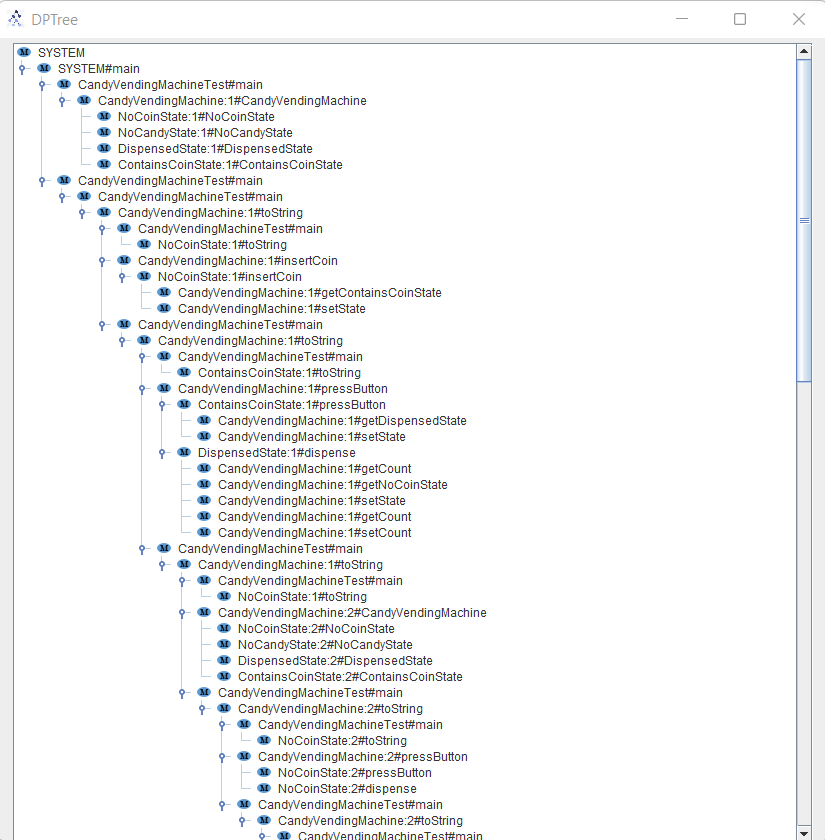 DPTree
SYSTEM
SYSTEM#main
CandyVendingMachineTest#main
CandyVendingMachine:1#CandyVendingMachine
NoCoinState:1#NoCoinState
NoCandyState:1#NoCandyState
DispensedState:1#DispensedState
ContainsCoinState:1#ContainsCoinState
CandyVendingMachineTest#main
CandyVendingMachineTest#main
CandyVendingMachine:1#toString
CandyVendingMachineTest#main
NoCoinState:1#toString
CandyVendingMachine:1#insertCoin
NoCoinState:1#insertCoin
CandyVendingMachine:1#getContainsCoinState
CandyVendingMachine:1#setState
CandyVendingMachineTest#main
CandyVendingMachine:1#toString
CandyVendingMachineTest#main
ContainsCoinState:1#toString
CandyVendingMachine:1#pressButton
ContainsCoinState:1#pressButton
CandyVendingMachine:1#getDispensedState
CandyVendingMachine:1#setState
DispensedState:1#dispense
CandyVendingMachine:1#getCount
CandyVendingMachine:1#getNoCoinState
CandyVendingMachine:1#setState
CandyVendingMachine:1#getCount
CandyVendingMachine:1#setCount
CandyVendingMachineTest#main
CandyVendingMachine:1#toString
CandyVendingMachineTest#main
NoCoinState:1#toString
CandyVendingMachine:2#CandyVendingMachine
NoCoinState:2#NoCoinState
NoCandyState:2#NoCandyState
DispensedState:2#DispensedState
ContainsCoinState:2#ContainsCoinState
CandyVendingMachineTest#main
CandyVendingMachine:2#toString
CandyVendingMachineTest#main
NoCoinState:2#toString
CandyVendingMachine:2#pressButton
NoCoinState:2#pressButton
NoCoinState:2#dispense
CandyVendingMachineTest#main
CandyVendingMachine:2#toString
CandyVendingMachineTest#main